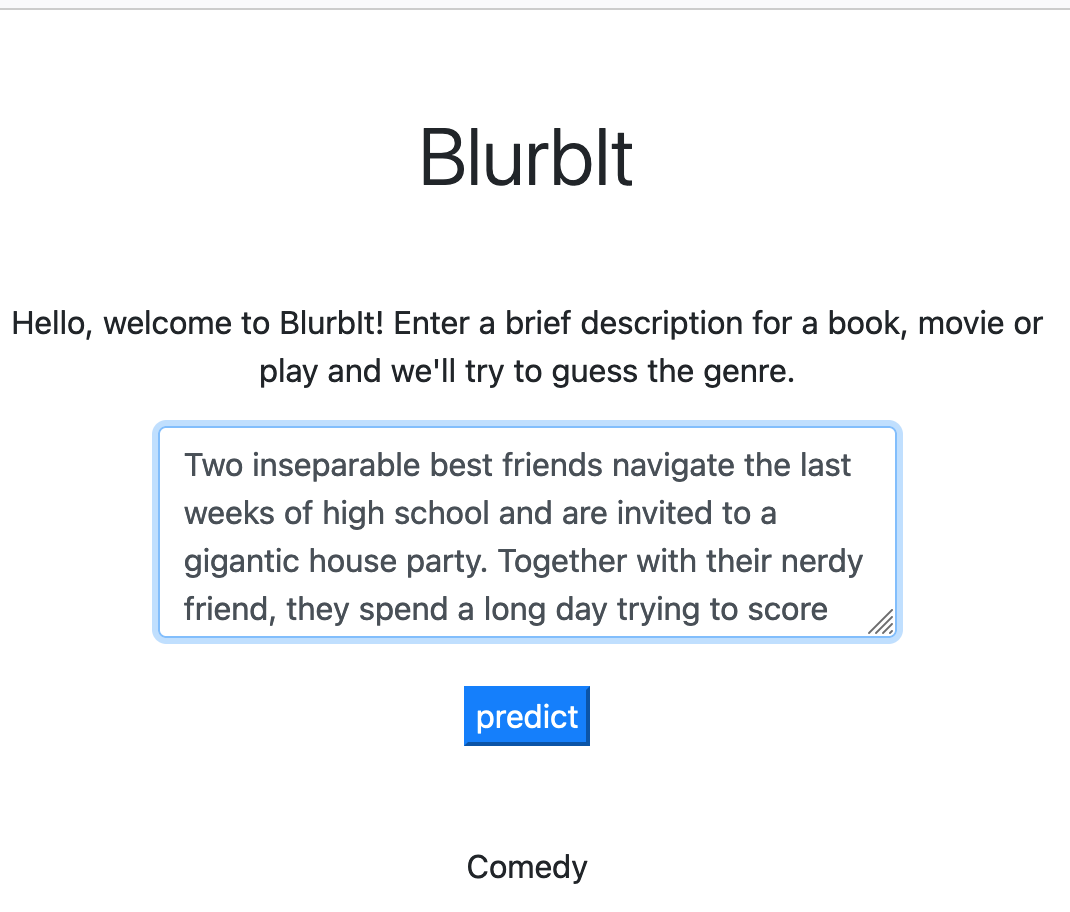 BlurbIt
Hello, welcome to BlurbIt! Enter a brief description for a book, movie or
play and we'll try to guess the genre.
Two inseparable best friends navigate the last
weeks of high school and are invited to a
gigantic house party. Together with their nerdy
friend, they spend a long day trying to score
predict
Comedy